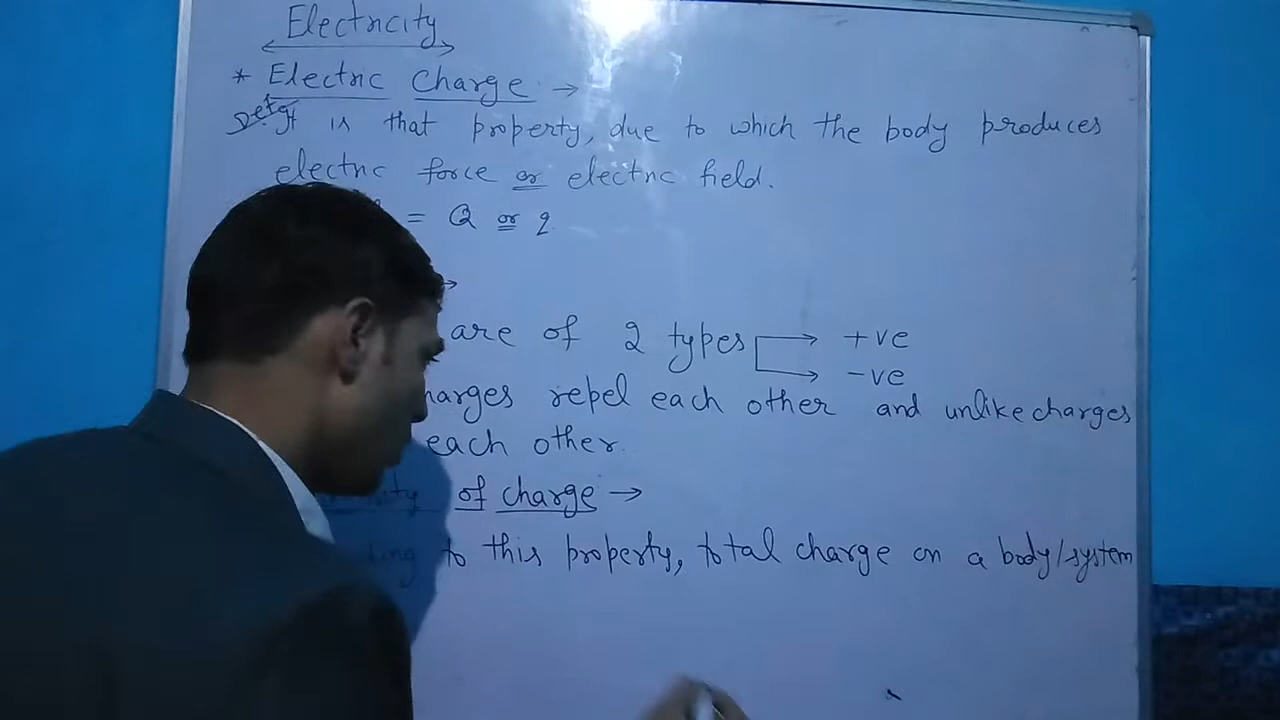 Electricity
* Electric Charge →
Def:- It is that property, due to which the body produces
electric force or electric field.
= Q or q
→
are of 2 types → +ve
→ -ve
harges repel each other and unlike charges
each other.
of charge →
to this property, total charge on a body/system